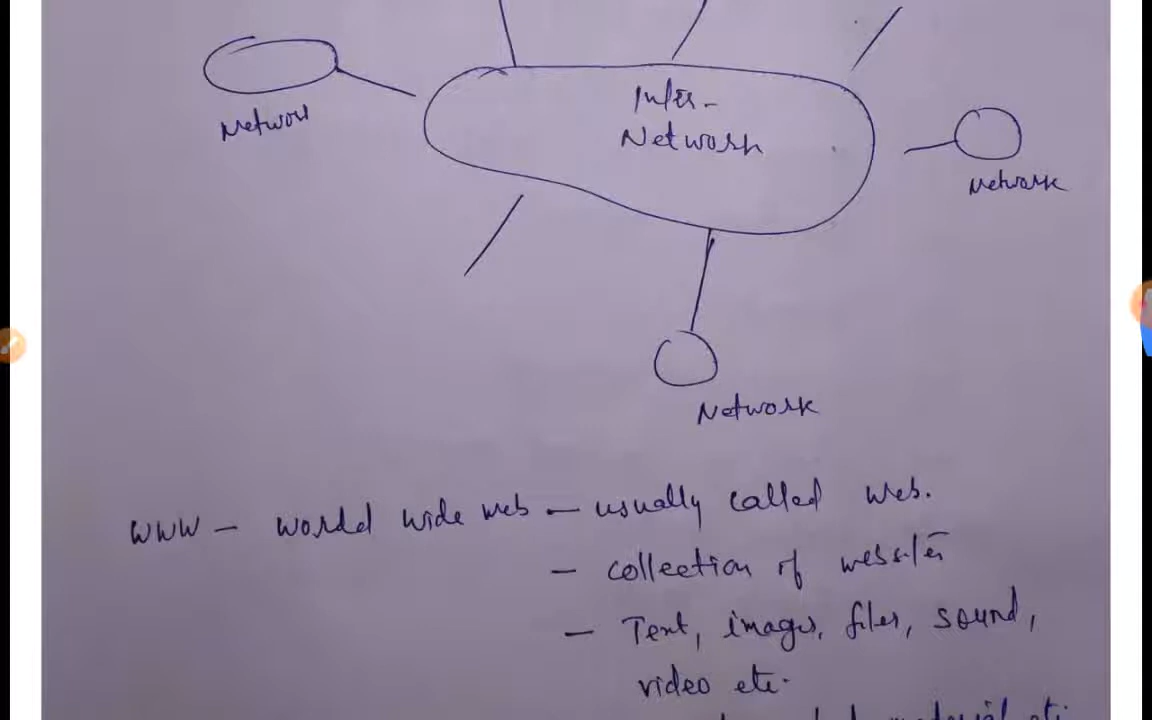 Inter-
Network
Network
Network
Network
WWW - world wide web - usually called web.
- collection of websites
- Text, images, files, sound,
video etc.
material